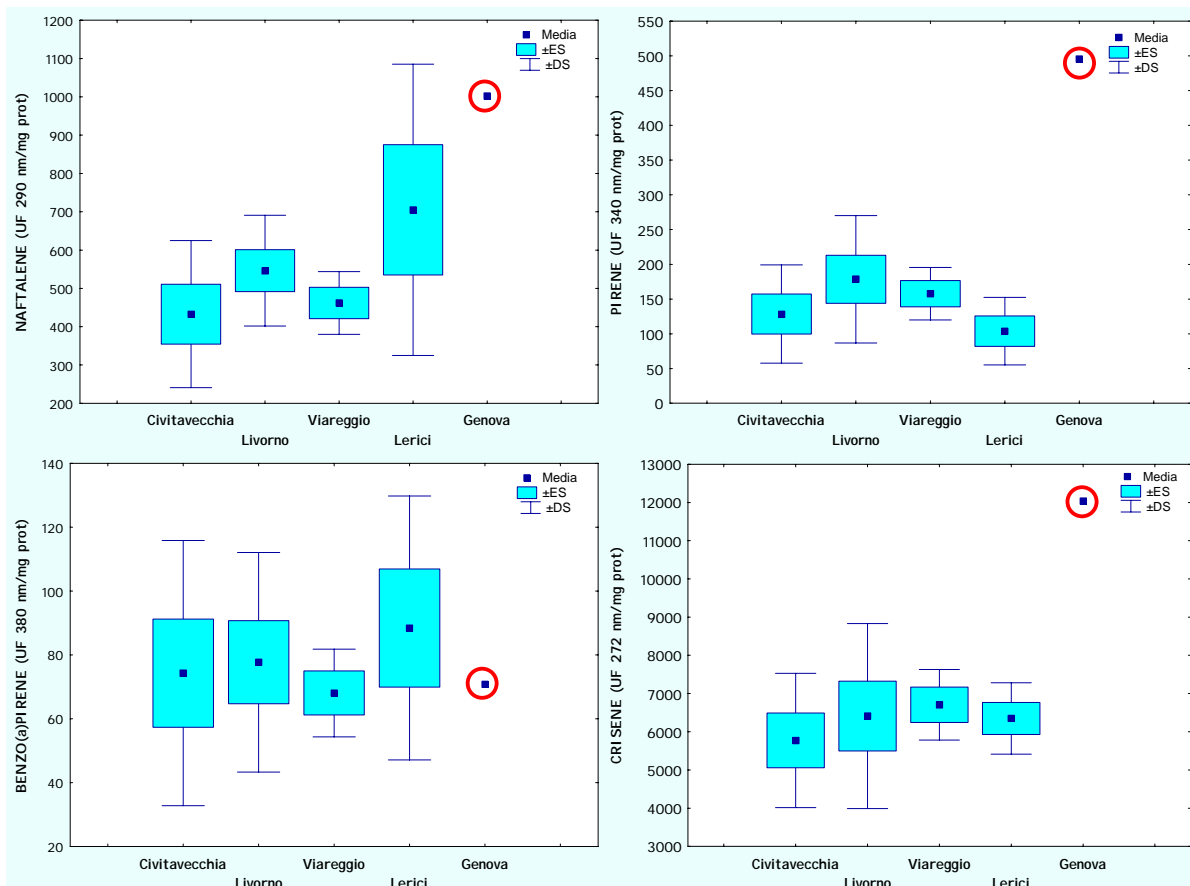 NAFTALENE (UF 290 nm/mg prot)
1200
1100
1000
900
800
700
600
500
400
300
200
Media
±ES
±DS
Civitavecchia
Viareggio
Genova
Livorno
Lerici
PIRENE (UF 340 nm/mg prot)
550
500
450
400
350
300
250
200
150
100
50
0
Media
±ES
±DS
Civitavecchia
Viareggio
Genova
Livorno
Lerici
BENZO(a)PIRENE (UF 380 nm/mg prot)
140
120
100
80
60
40
20
Media
±ES
±DS
Civitavecchia
Viareggio
Genova
Livorno
Lerici
CRISENE (UF 272 nm/mg prot)
13000
12000
11000
10000
9000
8000
7000
6000
5000
4000
3000
Media
±ES
±DS
Civitavecchia
Viareggio
Genova
Livorno
Lerici